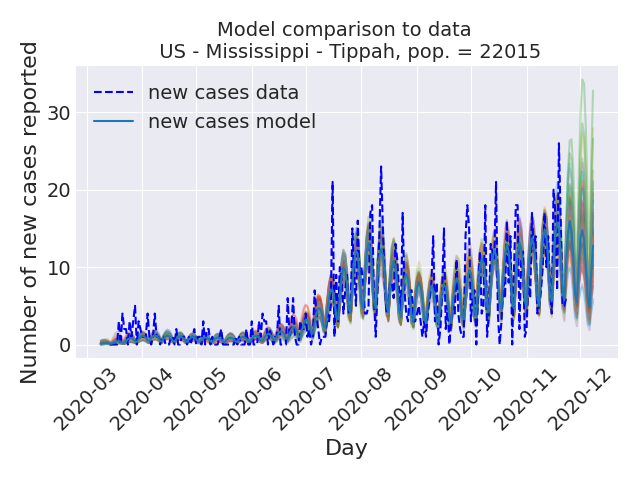 Model comparison to data
US - Mississippi - Tippah, pop. = 22015
Number of new cases reported
30
20
10
0
new cases data
new cases model
2020-03
2020-04
2020-05
2020-06
2020-07
2020-08
2020-09
2020-10
2020-11
2020-12
Day